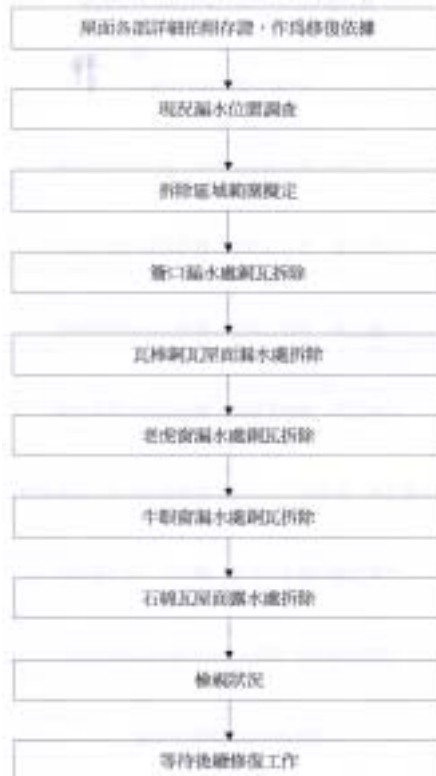 屋面各部詳細拍照存證，作為修復依據
現況漏水位置調查
拆除區域範圍擬定
簷口漏水處銅瓦拆除
瓦棒銅瓦屋面漏水處拆除
老虎窗漏水處銅瓦拆除
牛眼窗漏水處銅瓦拆除
石綿瓦屋面露水處拆除
檢視狀況
等待後續修復工作